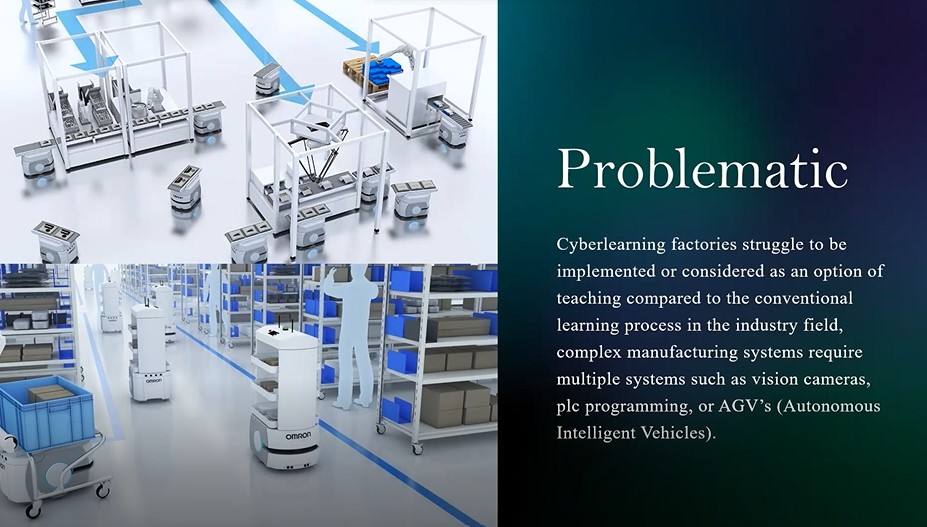 Problematic
Cyberlearning factories struggle to be
implemented or considered as an option of
teaching compared to the conventional
learning process in the industry field,
complex manufacturing systems require
multiple systems such as vision cameras,
plc programming, or AGV's (Autonomous
Intelligent Vehicles).
OMRON
OMRON